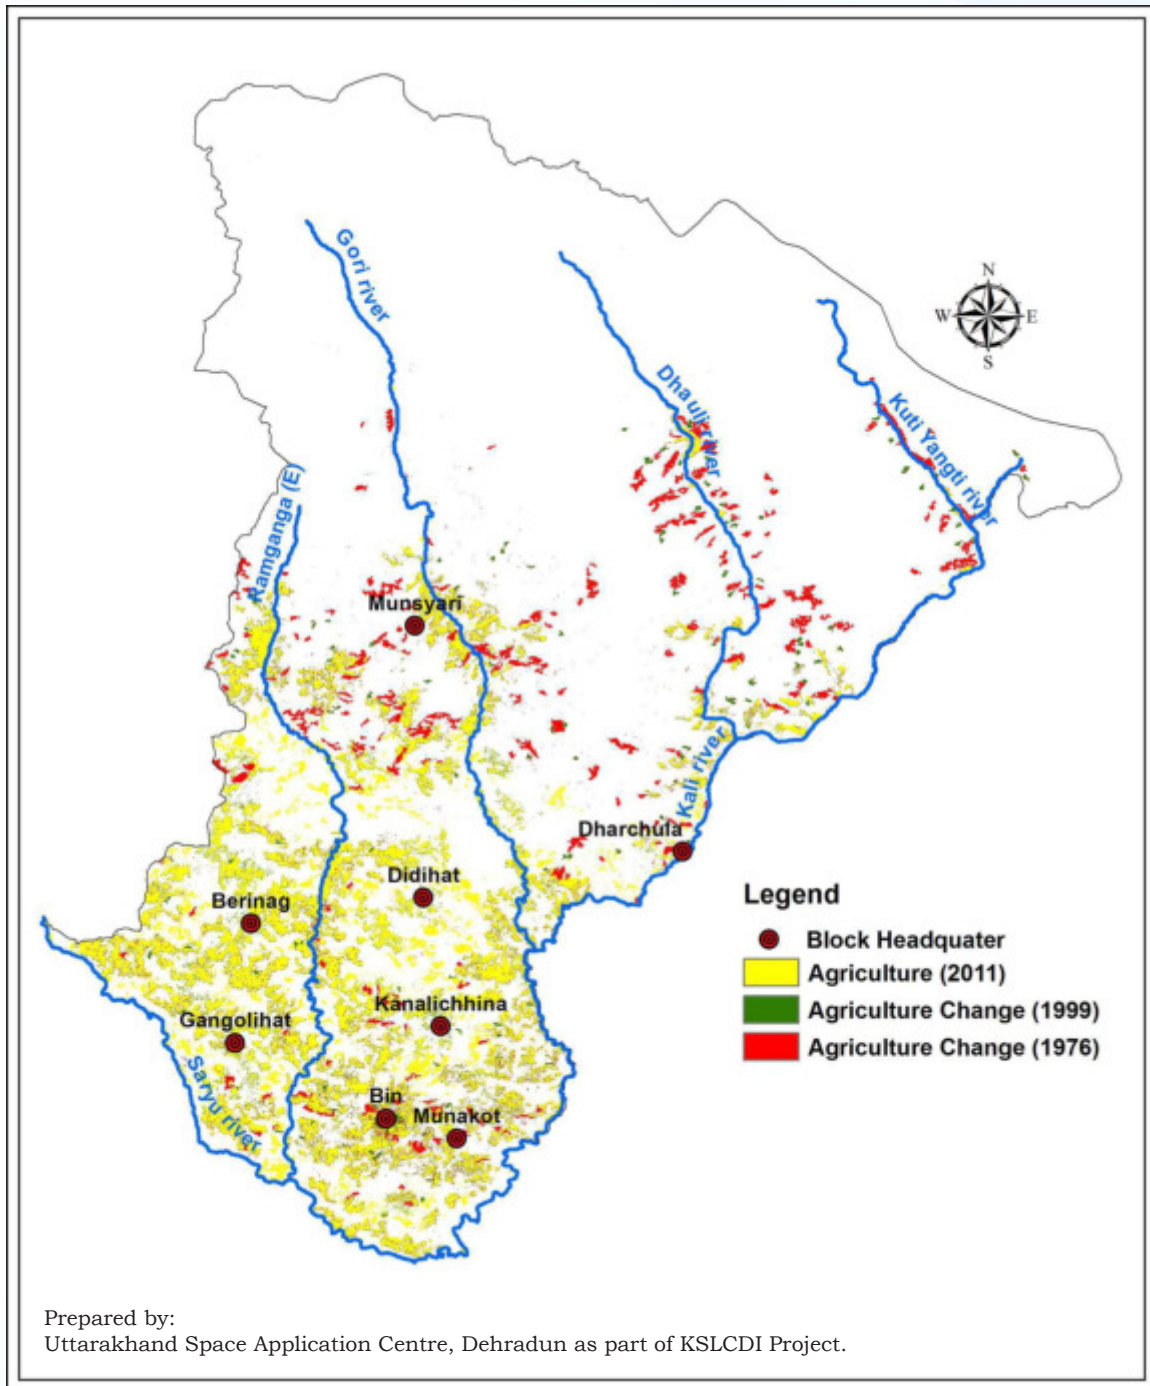 Gori river
N
W
E
S
Dhauli river
Kuti Yangti river
Ramganga (E)
Munsyari
Kali river
Dharchula
Didihat
Berinag
Legend
Block Headquater
Agriculture (2011)
Agriculture Change (1999)
Agriculture Change (1976)
Kanalichhina
Gangolihat
Saryu river
Bin
Munakot
Prepared by:
Uttarakhand Space Application Centre, Dehradun as part of KSLCDI Project.